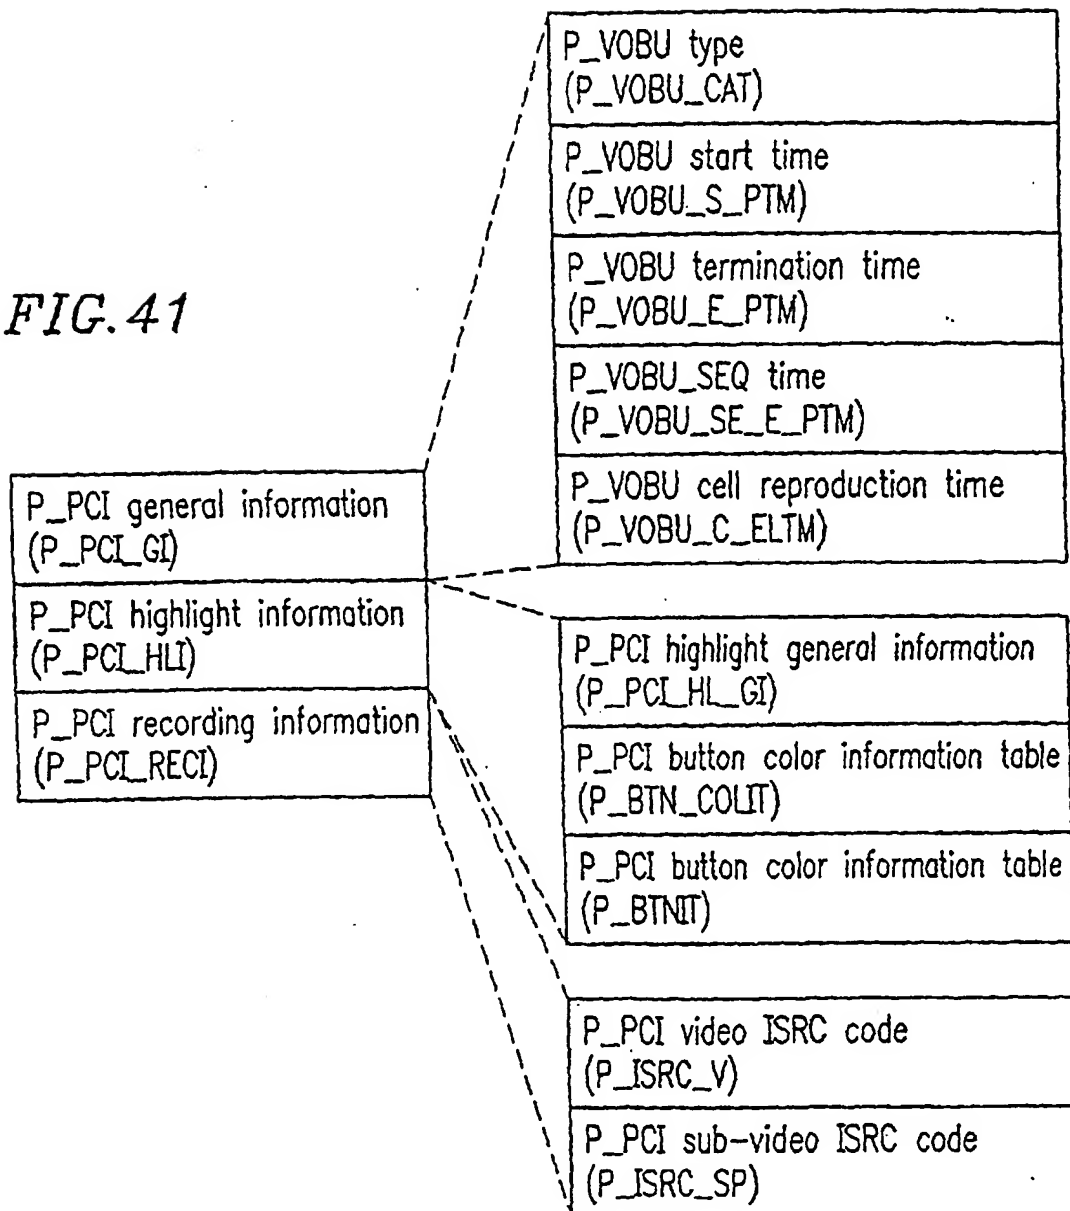 FIG.41
P_PCI general information
(P_PCI_GI)
P_PCI highlight information
(P_PCI_HLI)
P_PCI recording information
(P_PCI_RECI)
P_VOBU type
(P_VOBU_CAT)
P_VOBU start time
(P_VOBU_S_PTM)
P_VOBU termination time
(P_VOBU_E_PTM)
P_VOBU_SEQ time
(P_VOBU_SE_E_PTM)
P_VOBU cell reproduction time
(P_VOBU_C_ELTM)
P_PCI highlight general information
(P_PCI_HL_GI)
P_PCI button color information table
(P_BTN_COLIT)
P_PCI button color information table
(P_BTNIT)
P_PCI video ISRC code
(P_ISRC_V)
P_PCI sub-video ISRC code
(P_ISRC_SP)